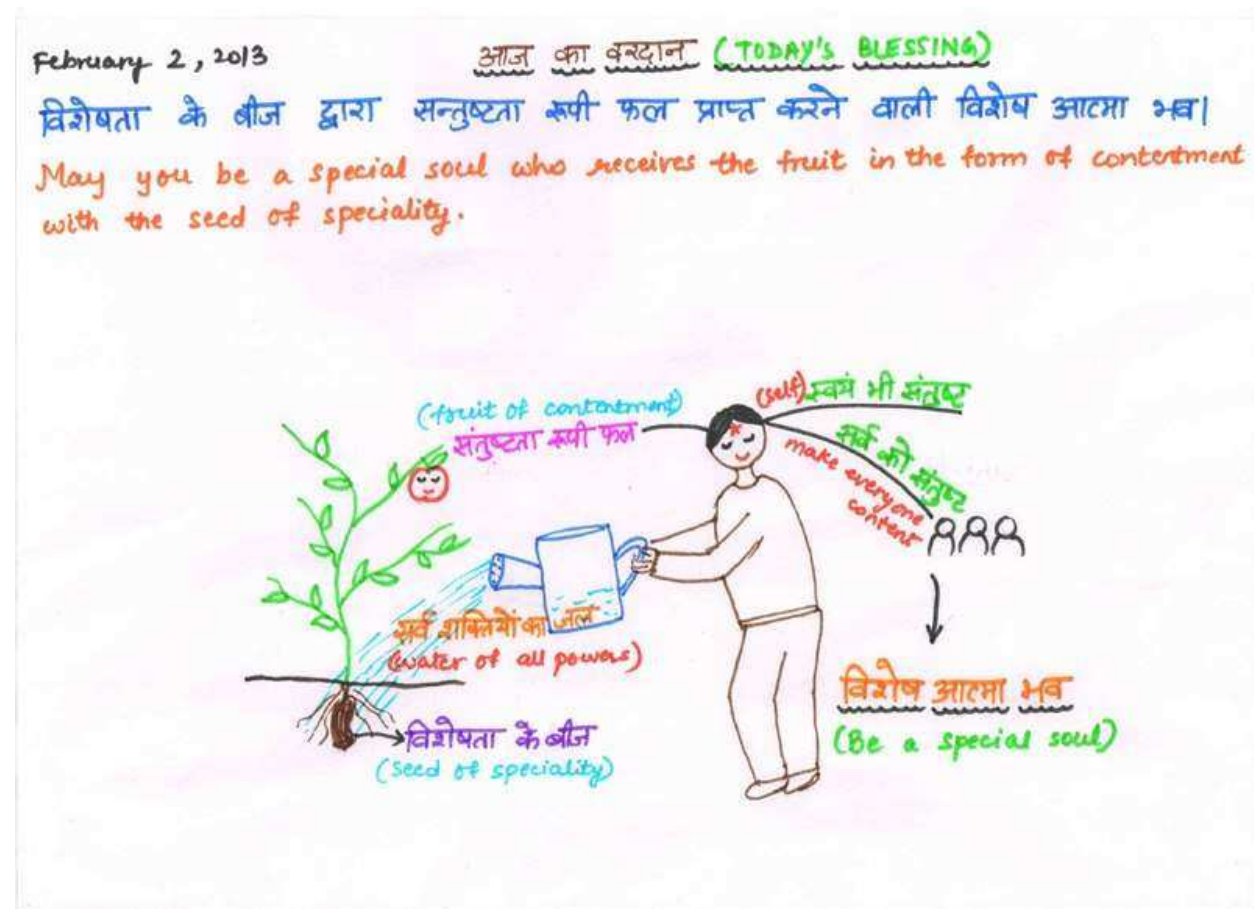 February 2, 2013
आज का वरदान (TODAY'S BLESSING)
विशेषता के बीज द्वारा सन्तुष्टता रूपी फल प्राप्त करने वाली विशेष आत्मा भव।
May you be a special soul who receives the fruit in the form of contentment
with the seed of speciality.
(fruit of contentment)
संतुष्टता रूपी फल
(self) स्वयं भी संतुष्ट
सर्व को संतुष्ट
make everyone
content
सर्व शक्तियों का जल
(water of all powers)
विशेषता के बीज
(seed of speciality)
विशेष आत्मा भव
(Be a special soul)